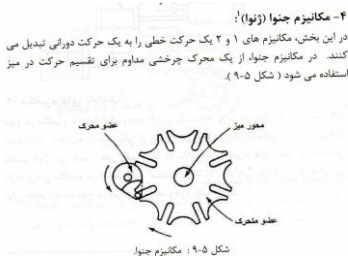 ۴- مکانیزم جنوا (ژنوا)۱:
در این بخش، مکانیزم های ۱ و ۲ یک حرکت خطی را به یک حرکت دورانی تبدیل می
کنند. در مکانیزم جنوا، از یک محرک چرخشی مداوم برای تقسیم حرکت در میز
استفاده می شود ( شکل ۵-۹ ).
عضو محرک
محور میز
عضو متحرک
شکل ۵-۹ : مکانیزم جنوا.